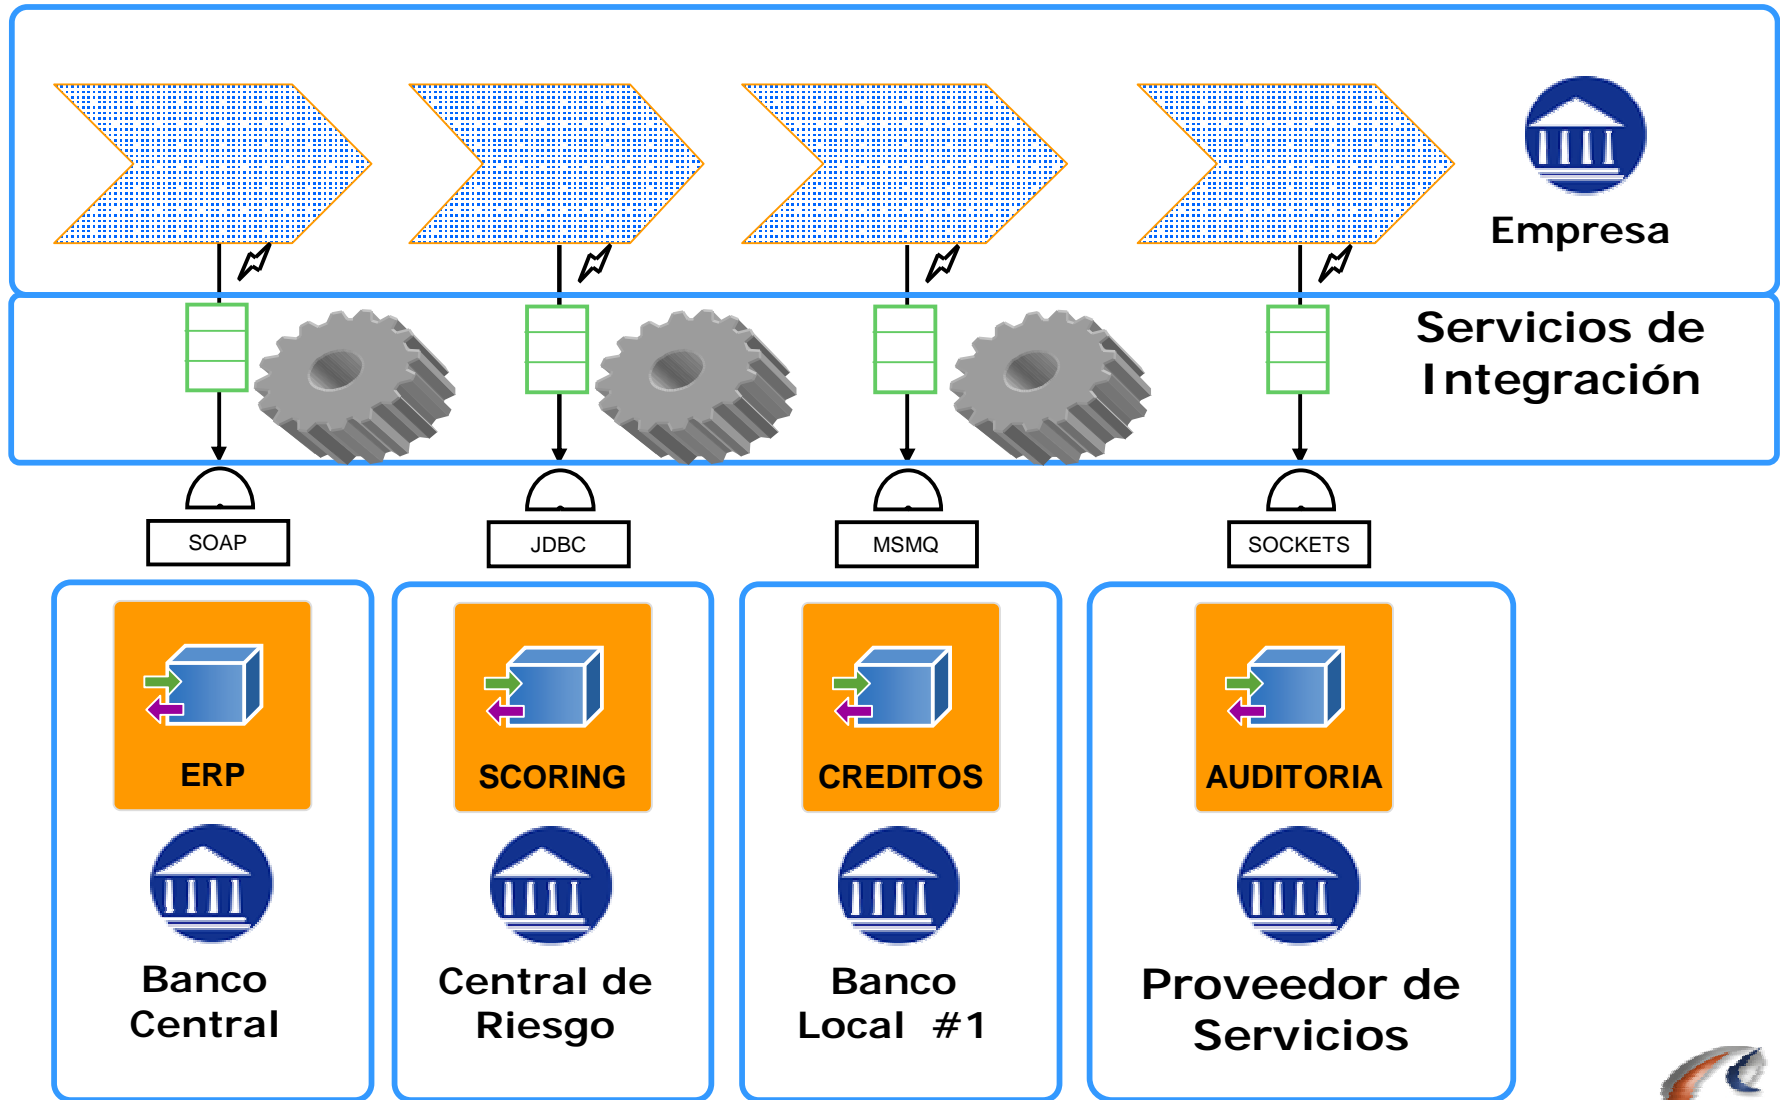 Empresa
Servicios de
Integración
SOAP
JDBC
MSMQ
SOCKETS
ERP
SCORING
CREDITOS
AUDITORIA
Banco
Central
Central de
Riesgo
Banco
Local #1
Proveedor de
Servicios